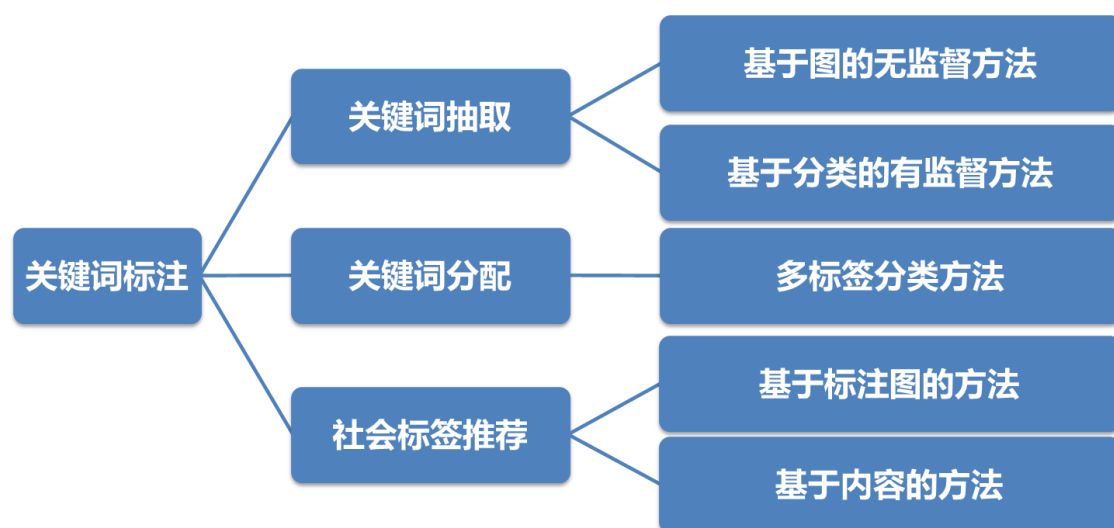 关键词标注
关键词抽取
基于图的无监督方法
基于分类的有监督方法
关键词分配
多标签分类方法
社会标签推荐
基于标注图的方法
基于内容的方法